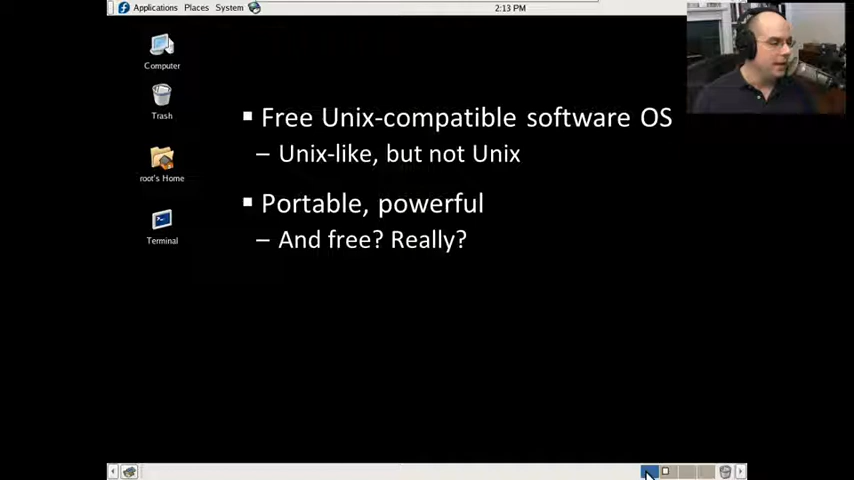 Applications Places System 2:13 PM
Computer
Trash
root's Home
Terminal
▪ Free Unix-compatible software OS
– Unix-like, but not Unix
▪ Portable, powerful
– And free? Really?